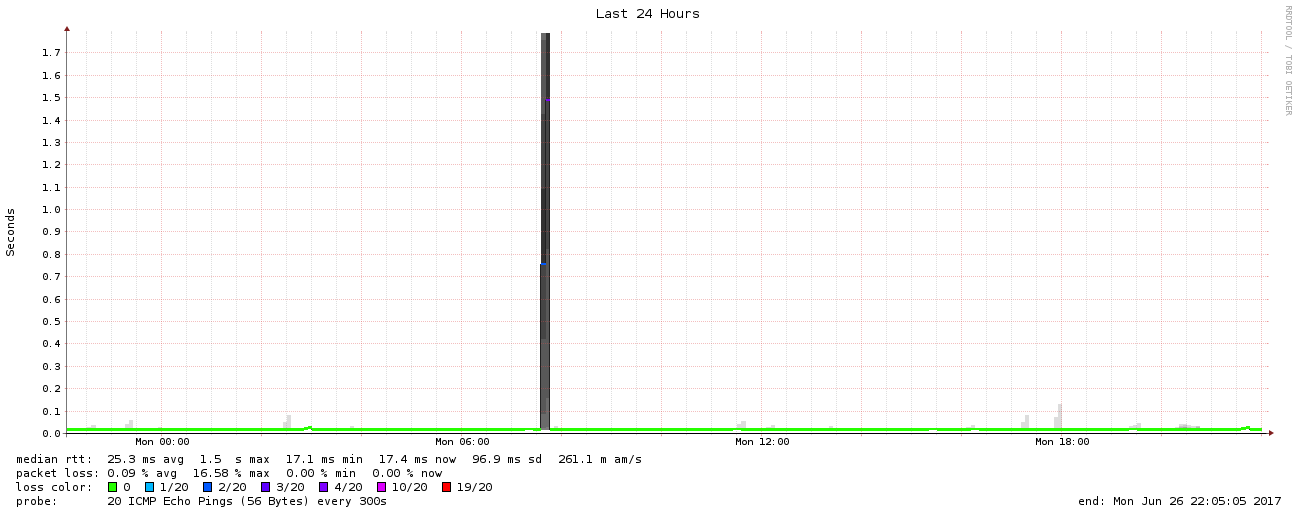 Last 24 Hours
RRDTOOL / TOBI OETIKER
Seconds
1.7
1.6
1.5
1.4
1.3
1.2
1.1
1.0
0.9
0.8
0.7
0.6
0.5
0.4
0.3
0.2
0.1
0.0
Mon 00:00 Mon 06:00 Mon 12:00 Mon 18:00
median rtt: 25.3 ms avg 1.5 s max 17.1 ms min 17.4 ms now 96.9 ms sd 261.1 m am/s
packet loss: 0.09 % avg 16.58 % max 0.00 % min 0.00 % now
loss color: 0 1/20 2/20 3/20 4/20 10/20 19/20
probe: 20 ICMP Echo Pings (56 Bytes) every 300s end: Mon Jun 26 22:05:05 2017